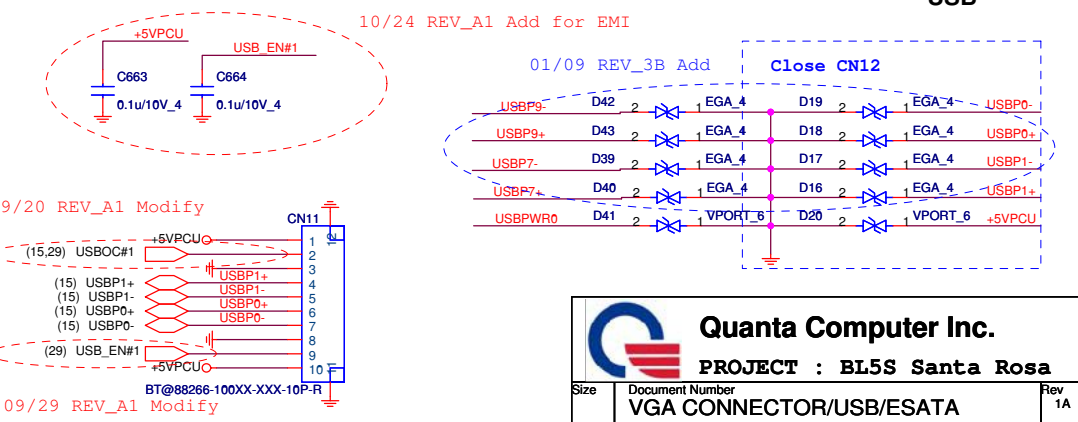 USB
10/24 REV_A1 Add for EMI
+5VPCU
USB_EN#1
C663
C664
0.1u/10V_4
0.1u/10V_4
01/09 REV_3B Add
Close CN12
USBP9- D42 2 1 EGA_4 D19 2 1 EGA_4 USBP0-
USBP9+ D43 2 1 EGA_4 D18 2 1 EGA_4 USBP0+
USBP7- D39 2 1 EGA_4 D17 2 1 EGA_4 USBP1-
USBP7+ D40 2 1 EGA_4 D16 2 1 EGA_4 USBP1+
USBPWR0 D41 2 1 VPORT_6 D20 2 1 VPORT_6 +5VPCU
9/20 REV_A1 Modify
CN11
12
+5VPCU 1
(15,29) USBOC#1 2
3
(15) USBP1+ USBP1+ 4
(15) USBP1- USBP1- 5
(15) USBP0+ USBP0+ 6
(15) USBP0- USBP0- 7
8
(29) USB_EN#1 9
+5VPCU 10
11
BT@88266-100XX-XXX-10P-R
09/29 REV_A1 Modify
Quanta Computer Inc.
PROJECT : BL5S Santa Rosa
Size Document Number Rev
VGA CONNECTOR/USB/ESATA 1A